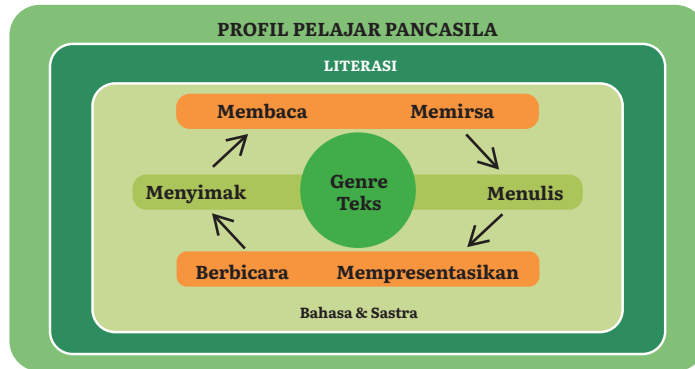 PROFIL PELAJAR PANCASILA
LITERASI
Membaca Memirsa
Genre
Teks
Menyimak Menulis
Berbicara Mempresentasikan
Bahasa & Sastra